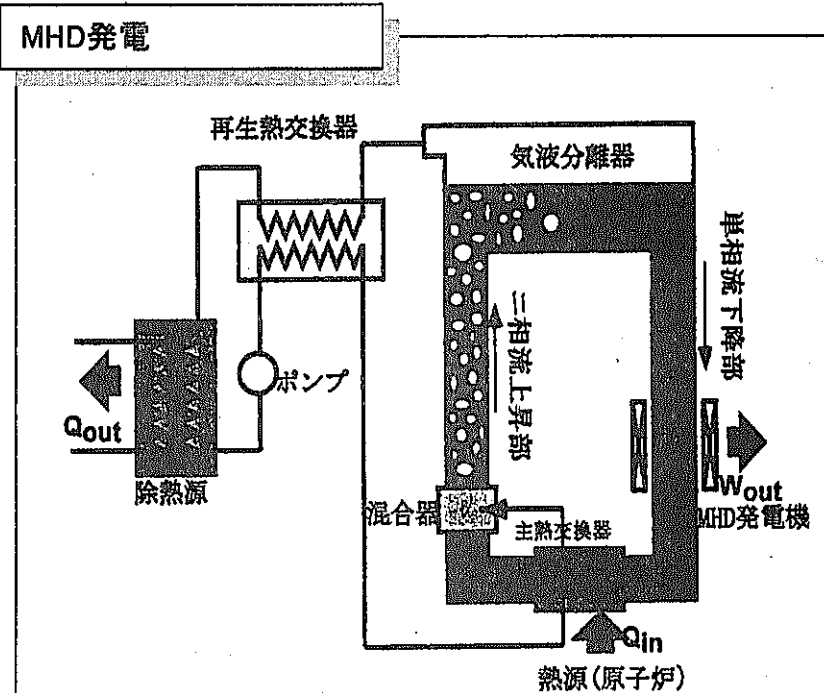 MHD発電
再生熱交換器
気液分離器
単相流下降部
二相流上昇部
ポンプ
Qout
除熱源
混合器
主熱交換器
Wout
MHD発電機
Qin
熱源(原子炉)